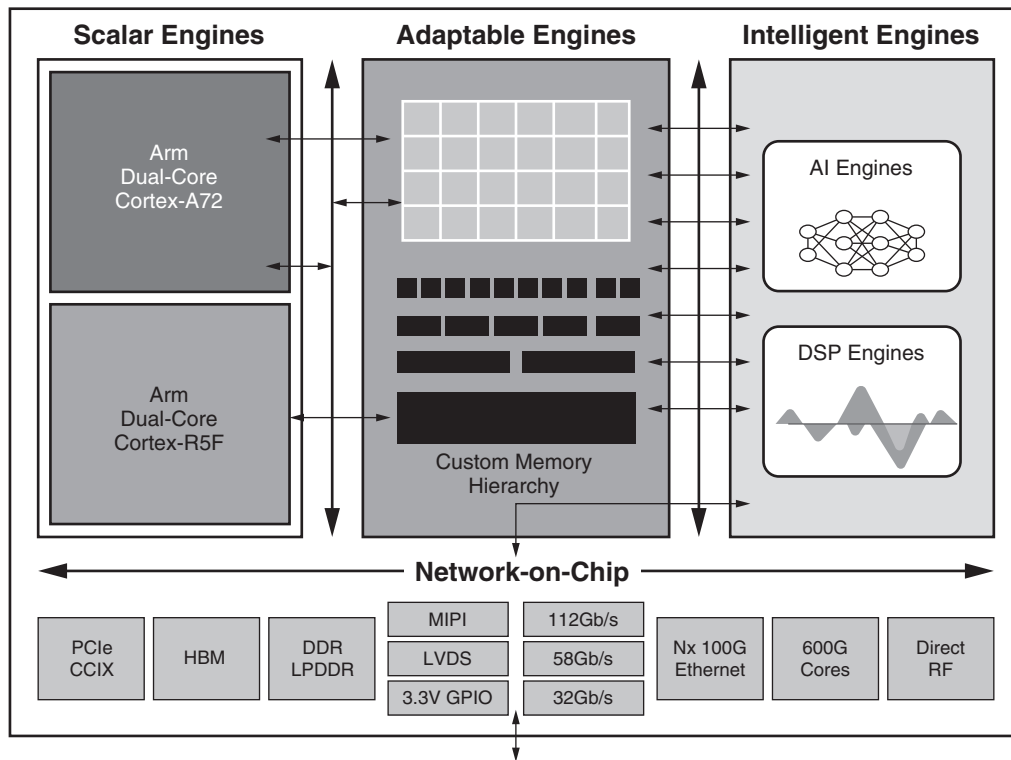 Scalar Engines
Adaptable Engines
Intelligent Engines
Arm
Dual-Core
Cortex-A72
Arm
Dual-Core
Cortex-R5F
Custom Memory
Hierarchy
AI Engines
DSP Engines
Network-on-Chip
PCIe
CCIX
HBM
DDR
LPDDR
MIPI
LVDS
3.3V GPIO
112Gb/s
58Gb/s
32Gb/s
Nx 100G
Ethernet
600G
Cores
Direct
RF